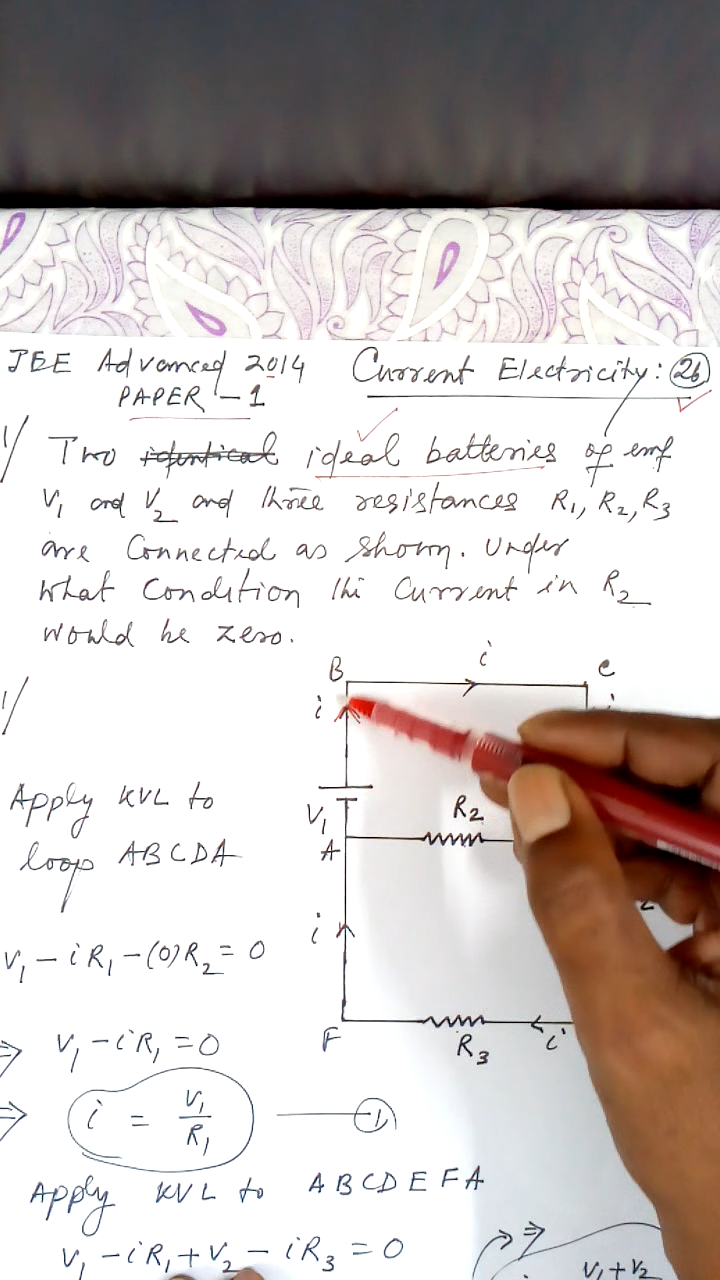 JEE Advanced 2014 Current Electricity: 26
PAPER - 1
1/ Two identical ideal batteries of emf
V₁ and V₂ and three resistances R₁, R₂, R₃
are Connected as shown. Under
what Condition the Current in R₂
would be zero.
1/
B i C
i i
Apply KVL to
loop ABCDA
V₁ R₂
A
2
i
V₁ - iR₁ - (0)R₂ = 0
F R₃ i
⇒ V₁ - iR₁ = 0
⇒ i = V₁/R₁ — 1
Apply KVL to ABCDEFA
V₁ - iR₁ + V₂ - iR₃ = 0
⇒
V₁ + V₂